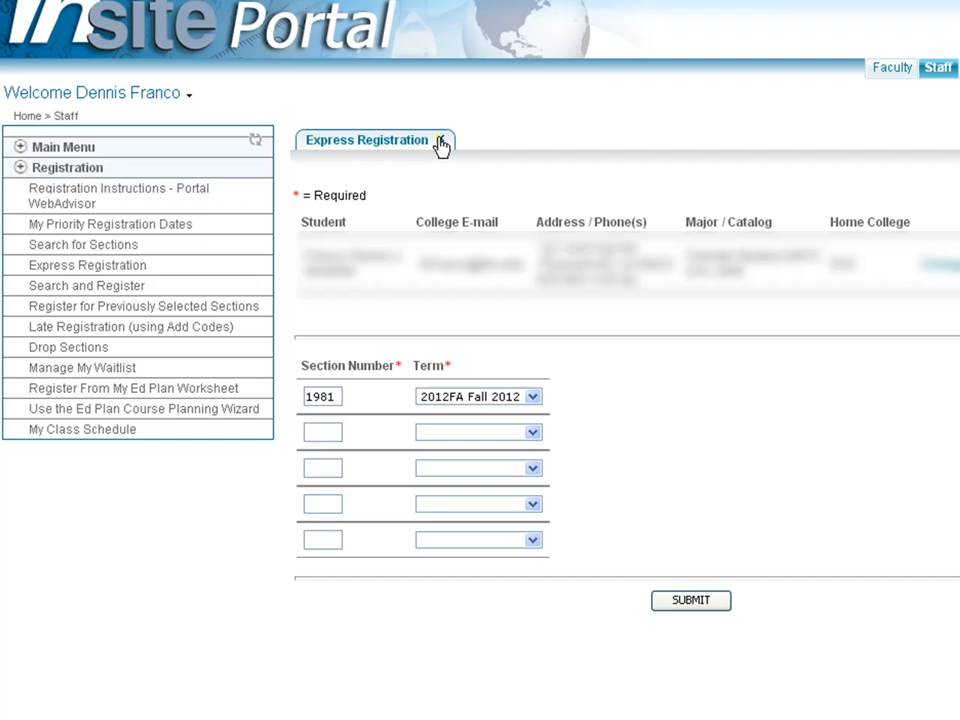 Insite Portal
Faculty Staff
Welcome Dennis Franco
Home > Staff
Main Menu
Registration
Registration Instructions - Portal
WebAdvisor
My Priority Registration Dates
Search for Sections
Express Registration
Search and Register
Register for Previously Selected Sections
Late Registration (using Add Codes)
Drop Sections
Manage My Waitlist
Register From My Ed Plan Worksheet
Use the Ed Plan Course Planning Wizard
My Class Schedule
Express Registration
* = Required
Student College E-mail Address / Phone(s) Major / Catalog Home College
Section Number* Term*
1981 2012FA Fall 2012
SUBMIT